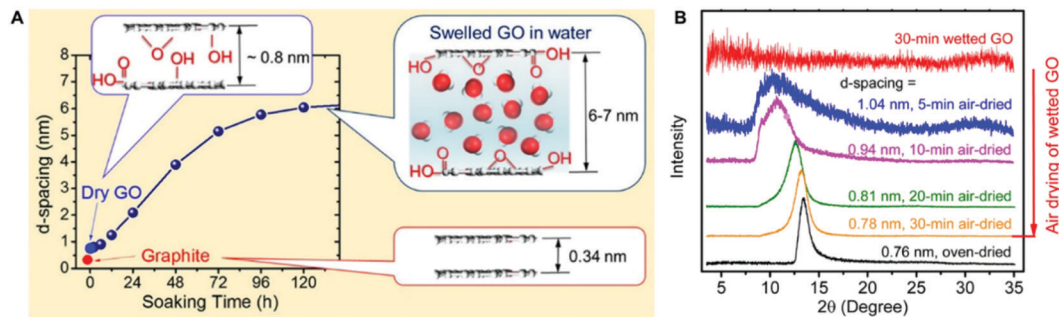 A
d-spacing (nm)
8
7
6
5
4
3
2
1
0
0
24
48
72
96
120
Soaking Time (h)
Dry GO
Graphite
HO
O
O
OH
OH
~ 0.8 nm
Swelled GO in water
HO
O
O
OH
6-7 nm
HO
O
O
OH
0.34 nm
B
Intensity
30-min wetted GO
d-spacing =
1.04 nm, 5-min air-dried
0.94 nm, 10-min air-dried
0.81 nm, 20-min air-dried
0.78 nm, 30-min air-dried
0.76 nm, oven-dried
5
10
15
20
25
30
35
2θ (Degree)
Air drying of wetted GO